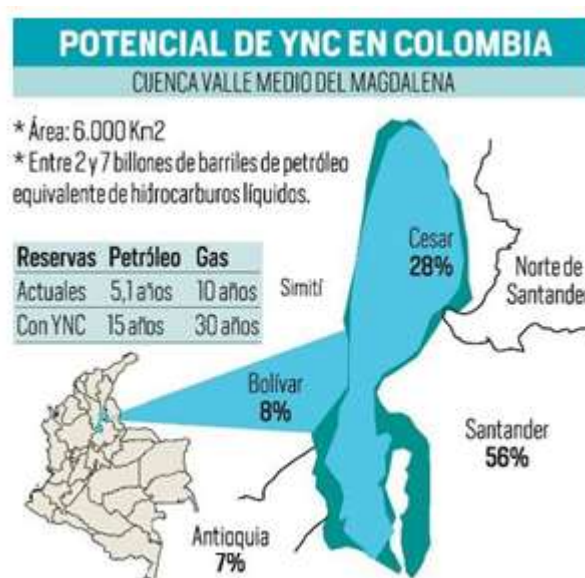 POTENCIAL DE YNC EN COLOMBIA
CUENCA VALLE MEDIO DEL MAGDALENA
* Área: 6.000 Km2
* Entre 2 y 7 billones de barriles de petróleo
equivalente de hidrocarburos líquidos.
Reservas Petróleo Gas
Actuales 5,1 años 10 años
Con YNC 15 años 30 años
Simití
Cesar
28%
Norte de
Santander
Bolívar
8%
Santander
56%
Antioquia
7%